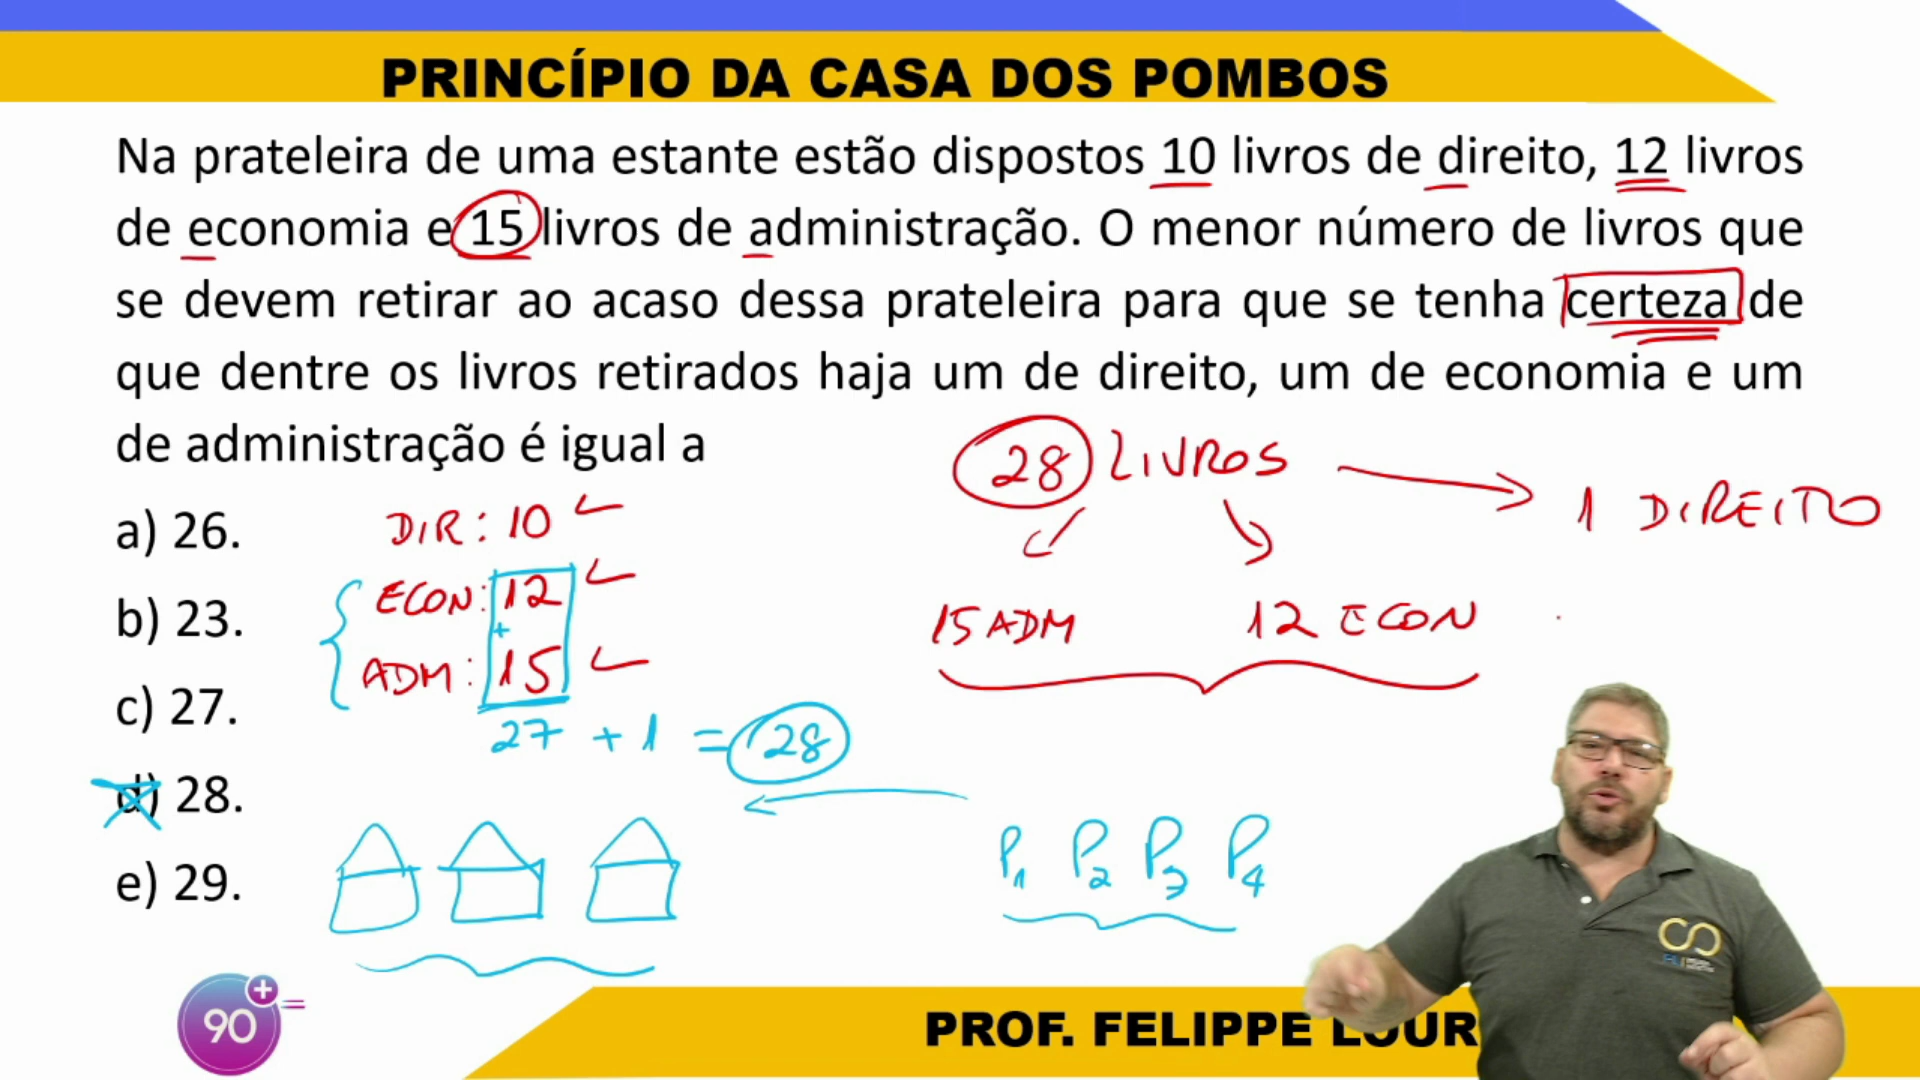 PRINCÍPIO DA CASA DOS POMBOS
Na prateleira de uma estante estão dispostos 10 livros de direito, 12 livros
de economia e 15 livros de administração. O menor número de livros que
se devem retirar ao acaso dessa prateleira para que se tenha certeza de
que dentre os livros retirados haja um de direito, um de economia e um
de administração é igual a
28 LIVROS
1 DIREITO
a) 26.
DIR: 10
b) 23.
ECON: 12
+
15 ADM
12 ECON
c) 27.
ADM: 15
27 + 1 = 28
d) 28.
e) 29.
P1 P2 P3 P4
90
+
=
PROF. FELIPPE LOUR